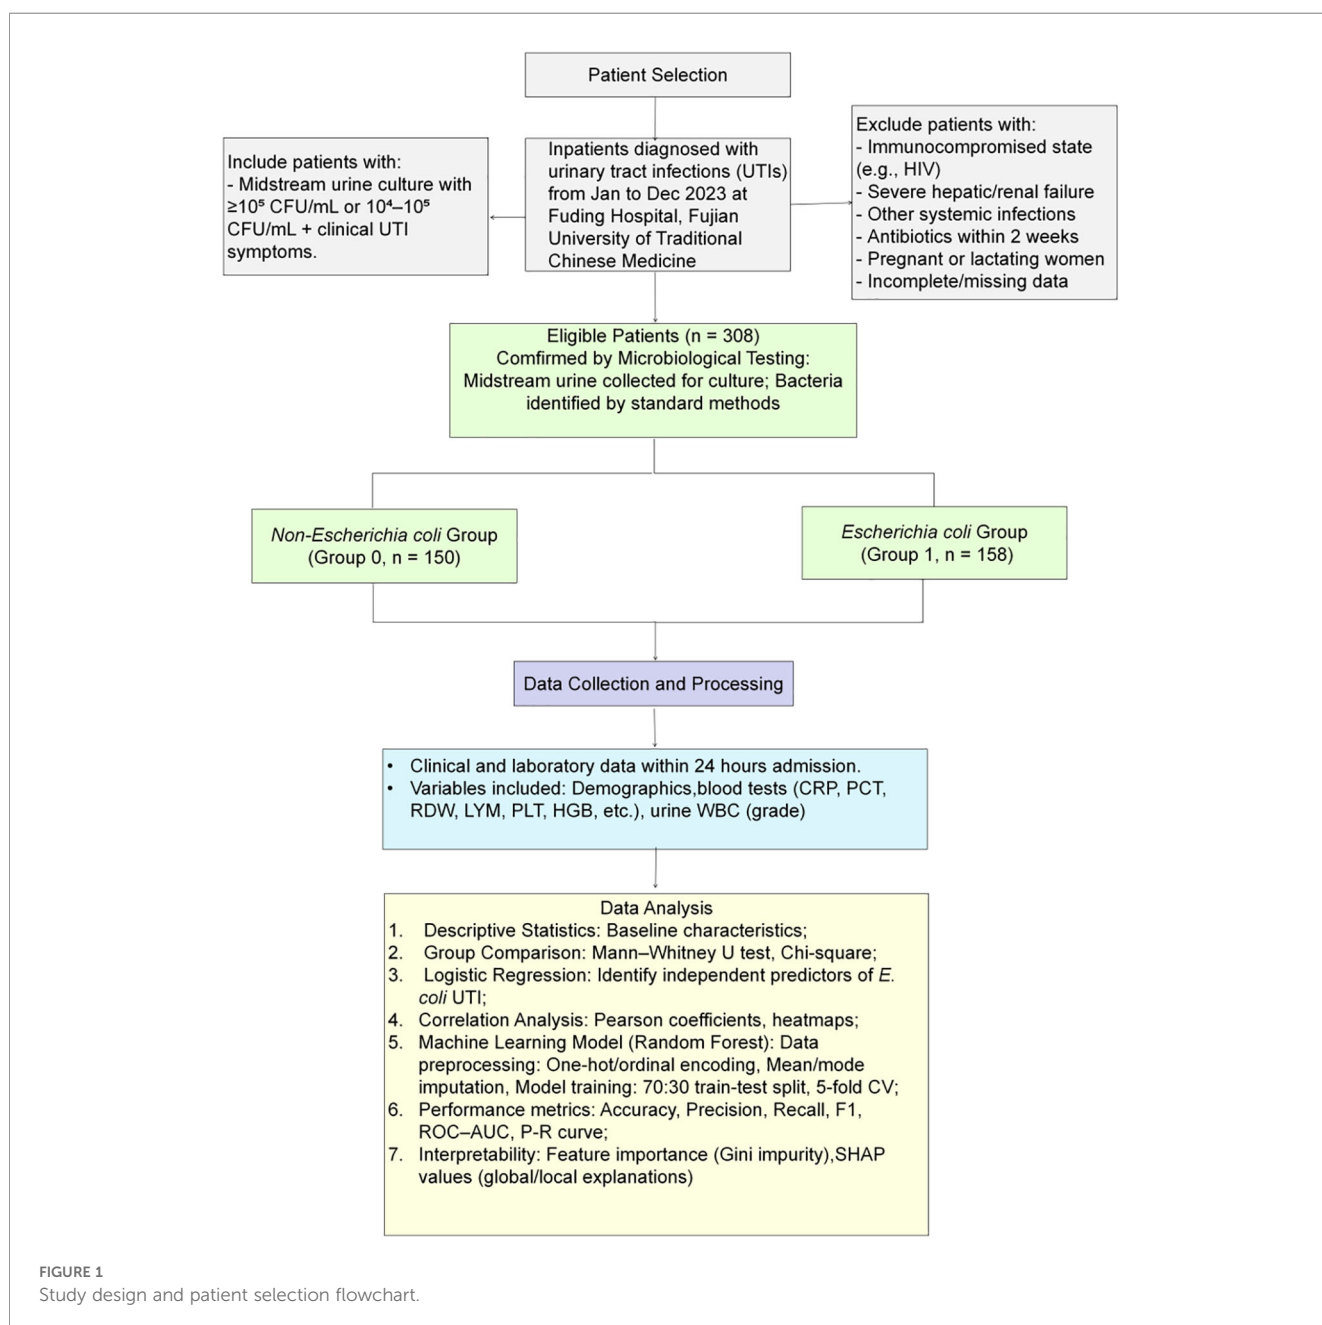 Patient Selection
Include patients with:
- Midstream urine culture with
≥10⁵ CFU/mL or 10⁴–10⁵
CFU/mL + clinical UTI
symptoms.
Inpatients diagnosed with
urinary tract infections (UTIs)
from Jan to Dec 2023 at
Fuding Hospital, Fujian
University of Traditional
Chinese Medicine
Exclude patients with:
- Immunocompromised state
(e.g., HIV)
- Severe hepatic/renal failure
- Other systemic infections
- Antibiotics within 2 weeks
- Pregnant or lactating women
- Incomplete/missing data
Eligible Patients (n = 308)
Comfirmed by Microbiological Testing:
Midstream urine collected for culture; Bacteria
identified by standard methods
Non-Escherichia coli Group
(Group 0, n = 150)
Escherichia coli Group
(Group 1, n = 158)
Data Collection and Processing
• Clinical and laboratory data within 24 hours admission.
• Variables included: Demographics,blood tests (CRP, PCT,
RDW, LYM, PLT, HGB, etc.), urine WBC (grade)
Data Analysis
1. Descriptive Statistics: Baseline characteristics;
2. Group Comparison: Mann–Whitney U test, Chi-square;
3. Logistic Regression: Identify independent predictors of E.
coli UTI;
4. Correlation Analysis: Pearson coefficients, heatmaps;
5. Machine Learning Model (Random Forest): Data
preprocessing: One-hot/ordinal encoding, Mean/mode
imputation, Model training: 70:30 train-test split, 5-fold CV;
6. Performance metrics: Accuracy, Precision, Recall, F1,
ROC–AUC, P-R curve;
7. Interpretability: Feature importance (Gini impurity),SHAP
values (global/local explanations)
FIGURE 1
Study design and patient selection flowchart.